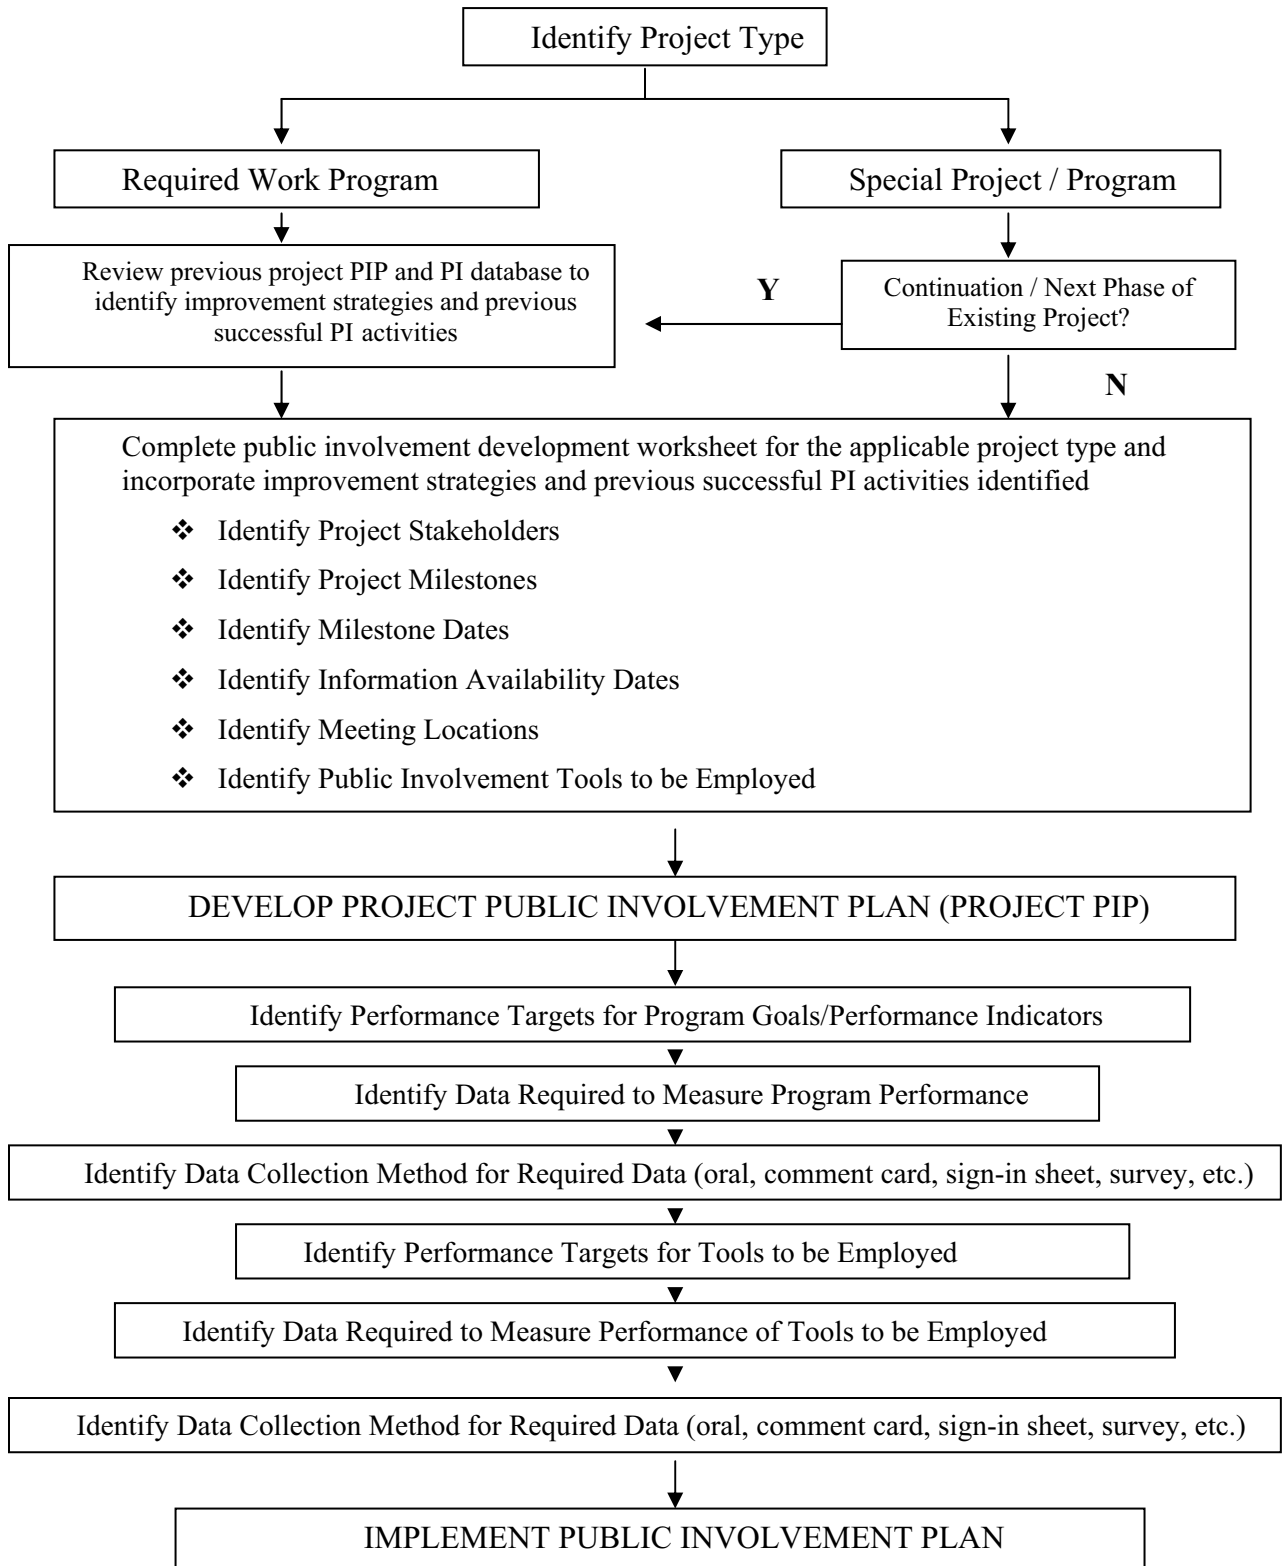 Identify Project Type
Required Work Program
Special Project / Program
Review previous project PIP and PI database to
identify improvement strategies and previous
successful PI activities
Y
Continuation / Next Phase of
Existing Project?
N
Complete public involvement development worksheet for the applicable project type and
incorporate improvement strategies and previous successful PI activities identified
❖ Identify Project Stakeholders
❖ Identify Project Milestones
❖ Identify Milestone Dates
❖ Identify Information Availability Dates
❖ Identify Meeting Locations
❖ Identify Public Involvement Tools to be Employed
DEVELOP PROJECT PUBLIC INVOLVEMENT PLAN (PROJECT PIP)
Identify Performance Targets for Program Goals/Performance Indicators
Identify Data Required to Measure Program Performance
Identify Data Collection Method for Required Data (oral, comment card, sign-in sheet, survey, etc.)
Identify Performance Targets for Tools to be Employed
Identify Data Required to Measure Performance of Tools to be Employed
Identify Data Collection Method for Required Data (oral, comment card, sign-in sheet, survey, etc.)
IMPLEMENT PUBLIC INVOLVEMENT PLAN